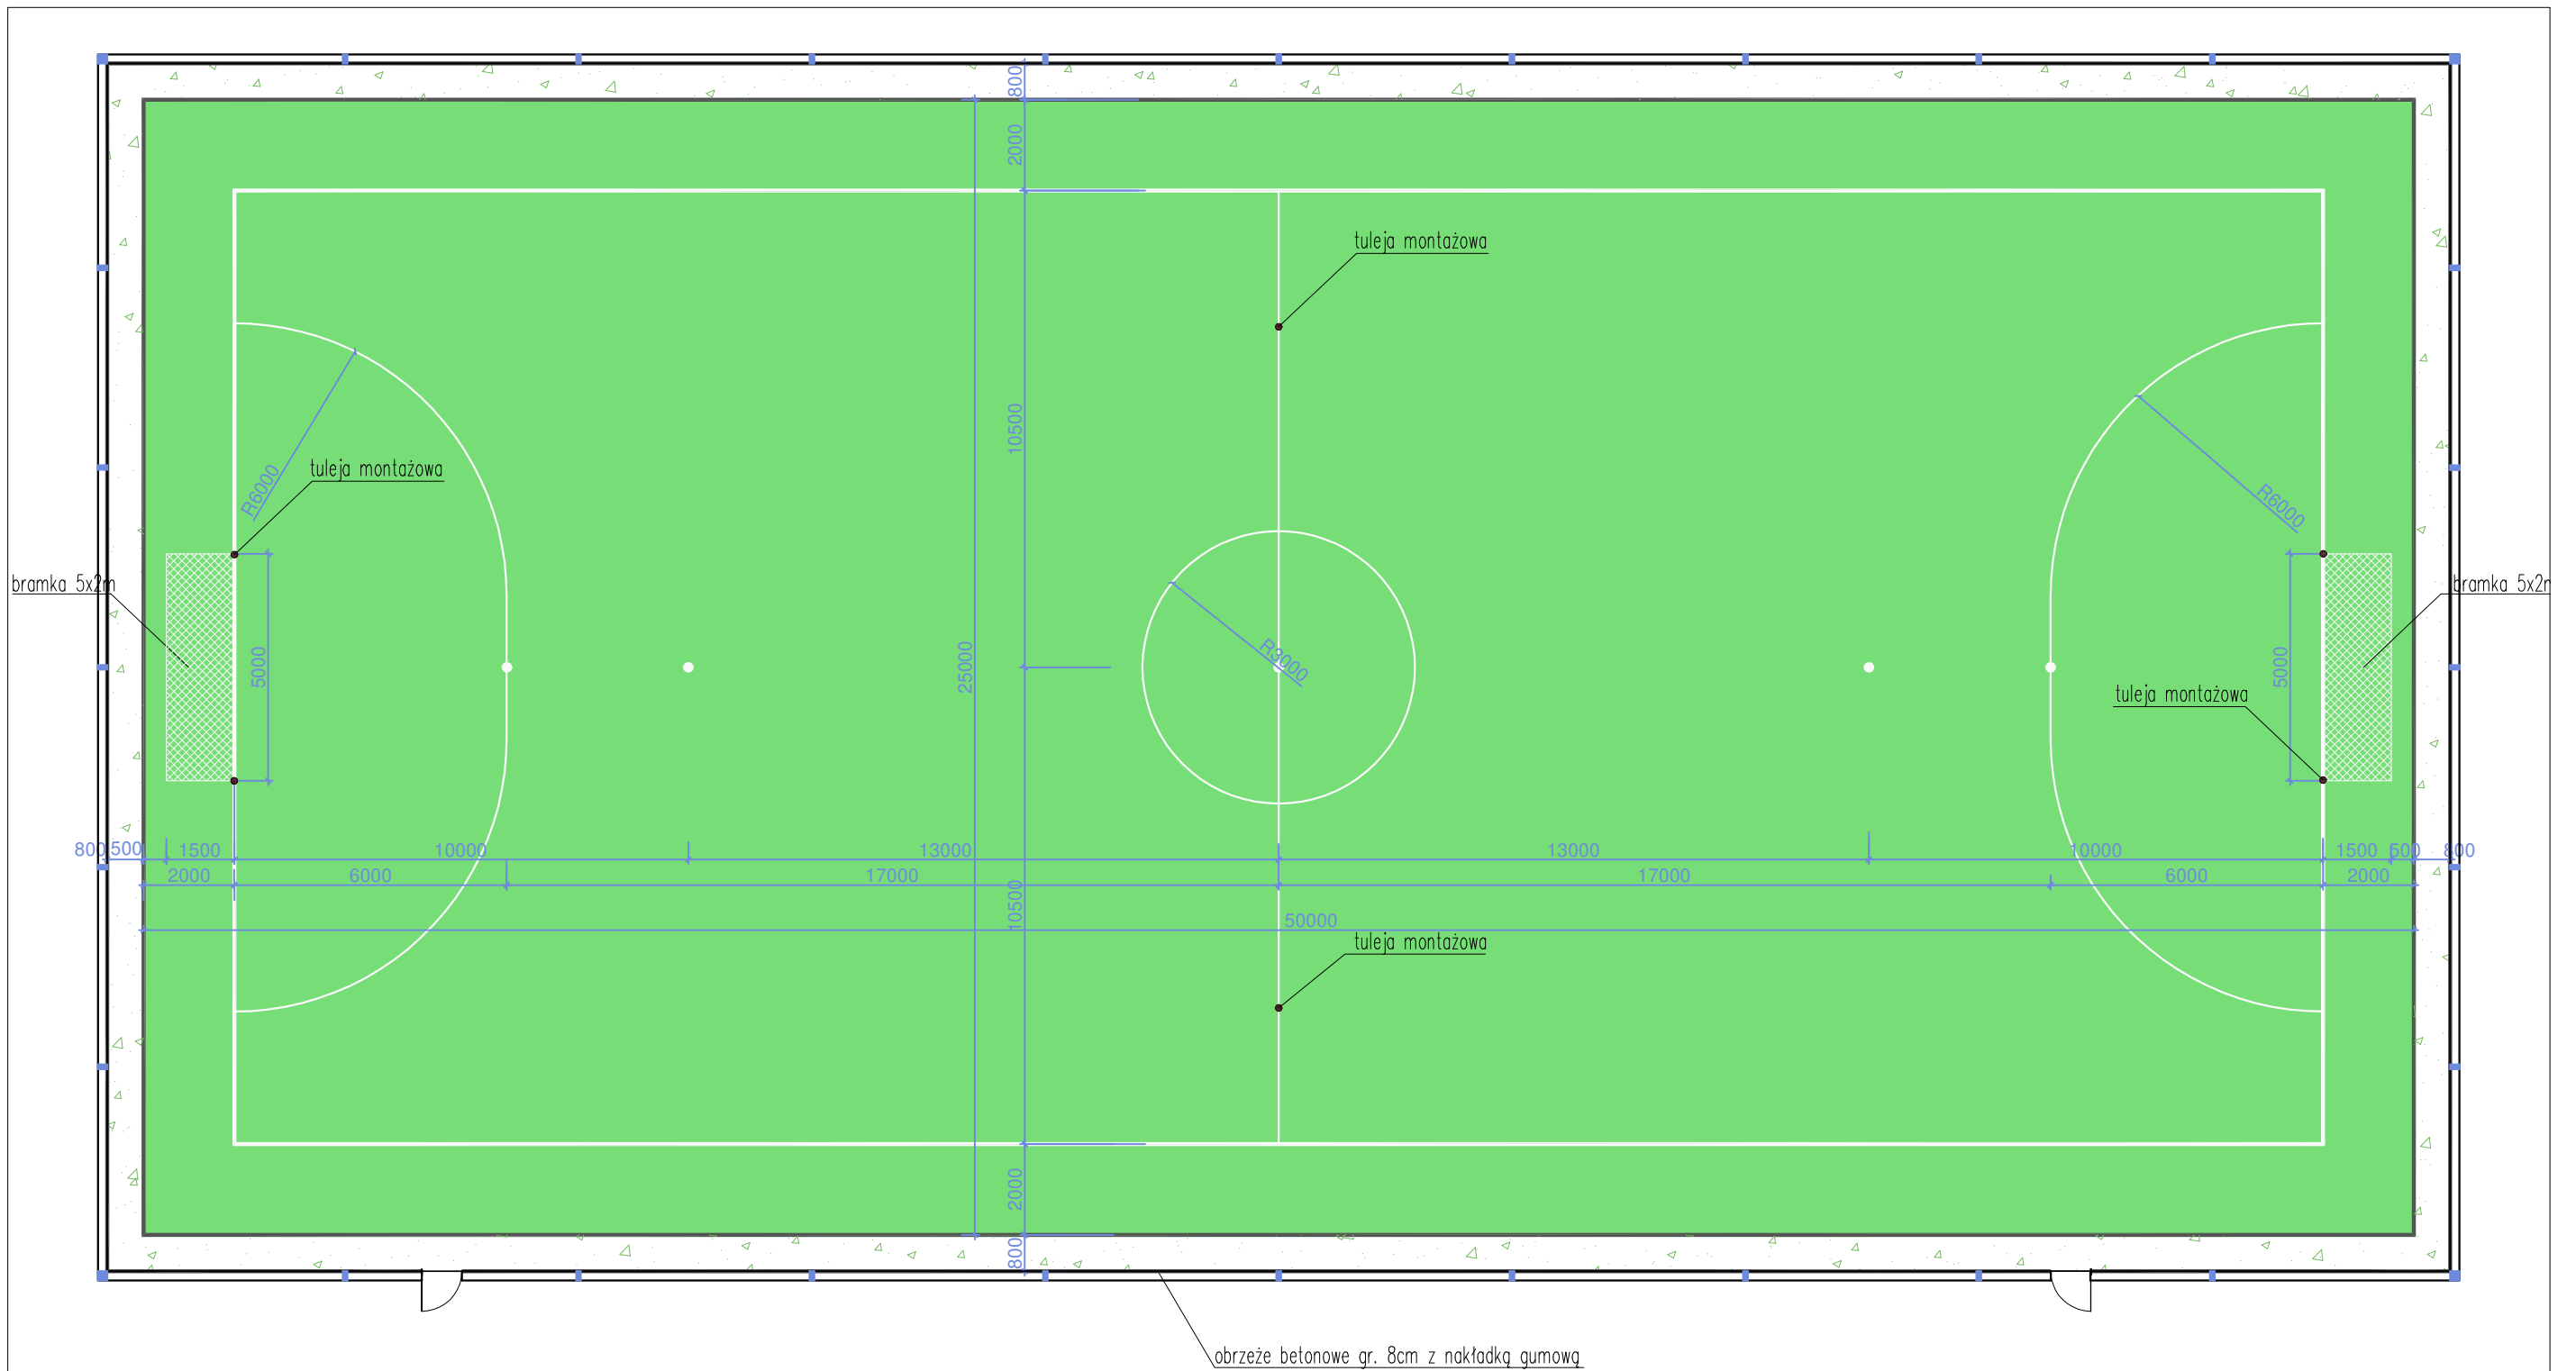 800
2000
tuleja montażowa
10500
R6000
tuleja montażowa
R6000
bramka 5x2m
bramka 5x2m
5000
25000
R3000
5000
tuleja montażowa
800 500 1500 10000 13000 13000 10000 1500 500 800
2000 6000 17000 17000 6000 2000
10500
50000
tuleja montażowa
2000
800
obrzeże betonowe gr. 8cm z nakładką gumową